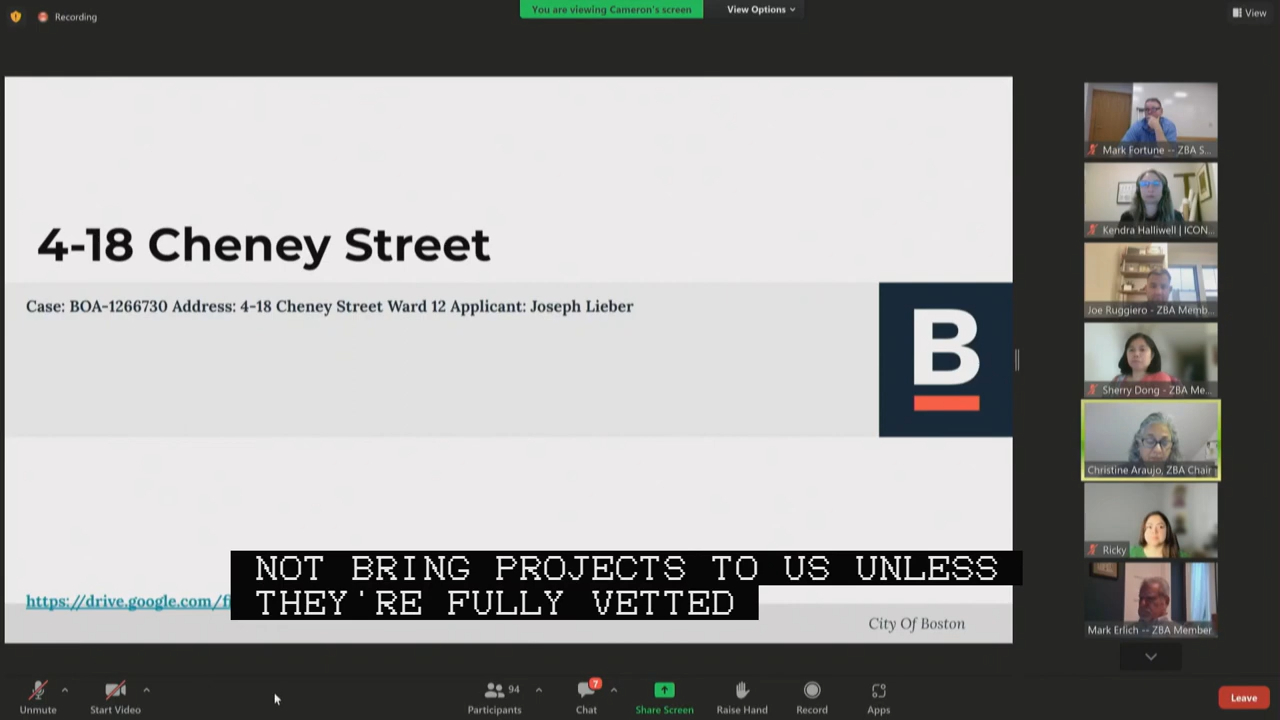 Recording
You are viewing Cameron's screen
View Options
View
4-18 Cheney Street
Case: BOA-1266730 Address: 4-18 Cheney Street Ward 12 Applicant: Joseph Lieber
B
Mark Fortune -- ZBA S...
Kendra Halliwell | ICON...
Joe Ruggiero - ZBA Memb...
Sherry Dong - ZBA Me...
Christine Araujo, ZBA Chair
Ricky
Mark Erlich -- ZBA Member
NOT BRING PROJECTS TO US UNLESS
THEY'RE FULLY VETTED
https://drive.google.com/f
City Of Boston
Unmute
Start Video
94
Participants
7
Chat
Share Screen
Raise Hand
Record
Apps
Leave